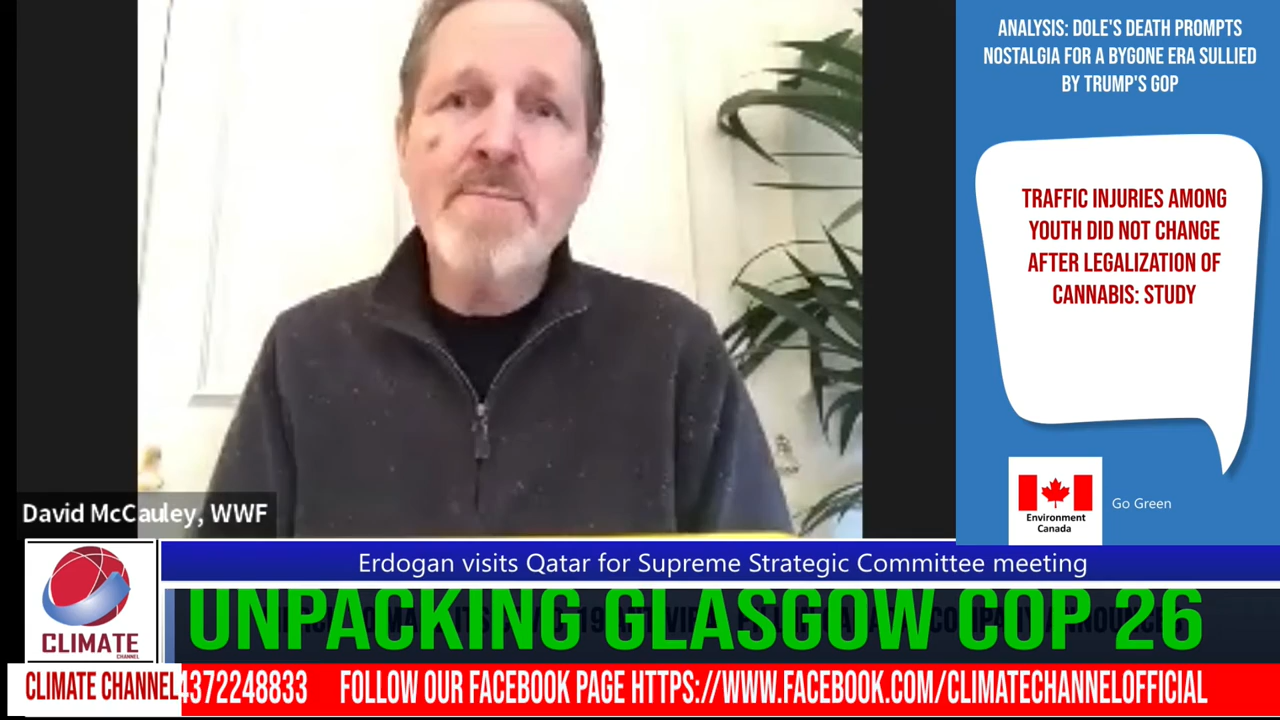 ANALYSIS: DOLE'S DEATH PROMPTS
NOSTALGIA FOR A BYGONE ERA SULLIED
BY TRUMP'S GOP
TRAFFIC INJURIES AMONG
YOUTH DID NOT CHANGE
AFTER LEGALIZATION OF
CANNABIS: STUDY
Environment
Canada
Go Green
David McCauley, WWF
Erdogan visits Qatar for Supreme Strategic Committee meeting
UNPACKING GLASGOW COP 26
CLIMATE
CHANNEL
CLIMATE CHANNEL 4372248833 FOLLOW OUR FACEBOOK PAGE HTTPS://WWW.FACEBOOK.COM/CLIMATECHANNELOFFICIAL